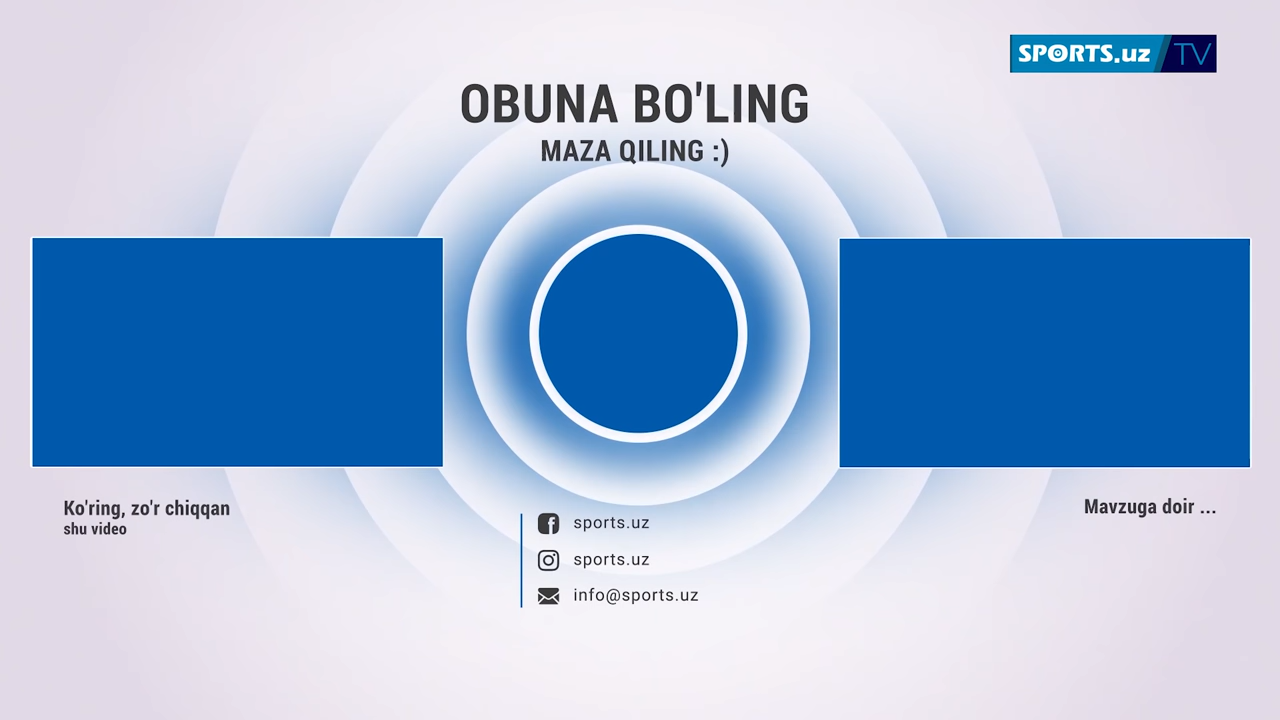 SPORTS.uz TV
OBUNA BO'LING
MAZA QILING :)
Ko'ring, zo'r chiqqan
shu video
Mavzuga doir ...
sports.uz
sports.uz
info@sports.uz